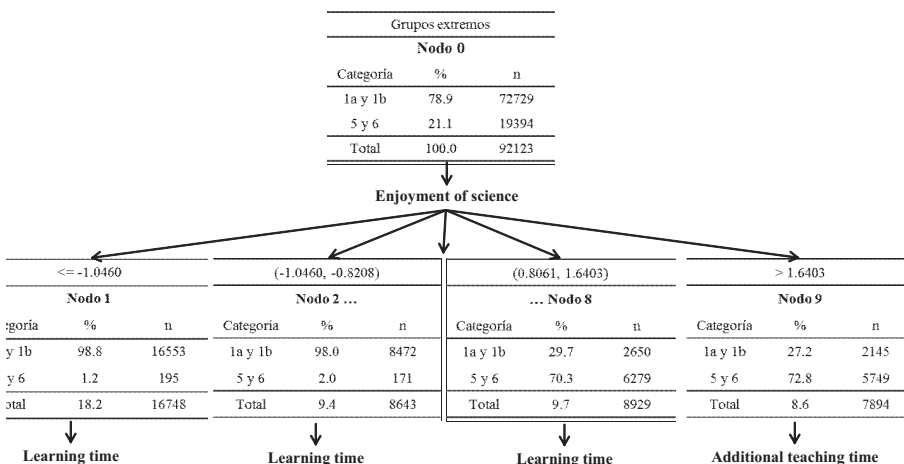 Grupos extremos
Nodo 0
Categoría % n
1a y 1b 78.9 72729
5 y 6 21.1 19394
Total 100.0 92123
Enjoyment of science
<= -1.0460
Nodo 1
egoría % n
y 1b 98.8 16553
y 6 1.2 195
otal 18.2 16748
Learning time
(-1.0460, -0.8208)
Nodo 2 ...
Categoría % n
1a y 1b 98.0 8472
5 y 6 2.0 171
Total 9.4 8643
Learning time
(0.8061, 1.6403)
... Nodo 8
Categoría % n
1a y 1b 29.7 2650
5 y 6 70.3 6279
Total 9.7 8929
Learning time
> 1.6403
Nodo 9
Categoría % n
1a y 1b 27.2 2145
5 y 6 72.8 5749
Total 8.6 7894
Additional teaching time